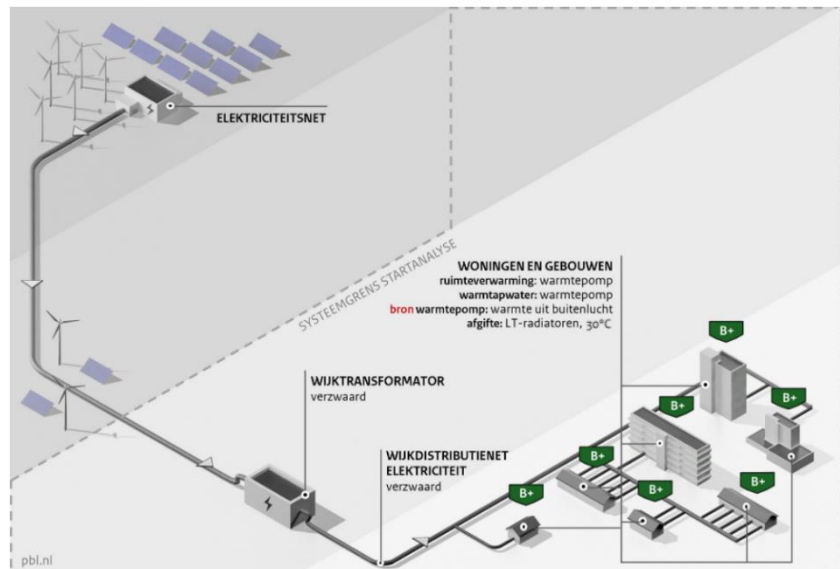 ELEKTRICITEITSNET
SYSTEEMGRENS STARTANALYSE
WONINGEN EN GEBOUWEN
ruimteverwarming: warmtepomp
warmtapwater: warmtepomp
bron warmtepomp: warmte uit buitenlucht
afgifte: LT-radiatoren, 30°C
B+
B+
B+
B+
B+
B+
B+
WIJKTRANSFORMATOR
verzwaard
WIJKDISTRIBUTIENET
ELEKTRICITEIT
verzwaard
pbl.nl